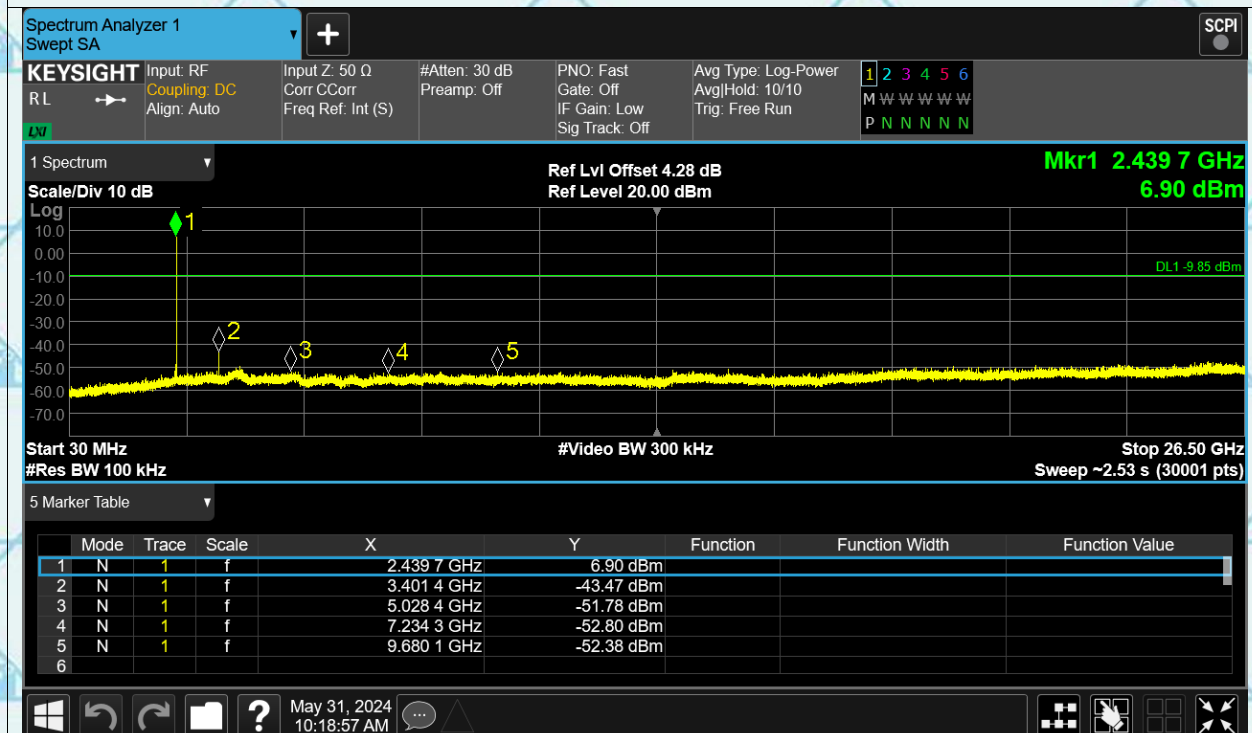 Spectrum Analyzer 1
Swept SA
+
SCPI
KEYSIGHT
RL
LXI
Input: RF
Coupling: DC
Align: Auto
Input Z: 50 Ω
Corr CCorr
Freq Ref: Int (S)
#Atten: 30 dB
Preamp: Off
PNO: Fast
Gate: Off
IF Gain: Low
Sig Track: Off
Avg Type: Log-Power
Avg|Hold: 10/10
Trig: Free Run
1 2 3 4 5 6
M W W W W W
P N N N N N
1 Spectrum
Scale/Div 10 dB
Ref Lvl Offset 4.28 dB
Ref Level 20.00 dBm
Mkr1 2.439 7 GHz
6.90 dBm
Log
10.0
0.00
-10.0
-20.0
-30.0
-40.0
-50.0
-60.0
-70.0
1
2
3
4
5
DL1 -9.85 dBm
Start 30 MHz
#Video BW 300 kHz
Stop 26.50 GHz
#Res BW 100 kHz
Sweep ~2.53 s (30001 pts)
5 Marker Table
Mode Trace Scale X Y Function Function Width Function Value
1 N 1 f 2.439 7 GHz 6.90 dBm
2 N 1 f 3.401 4 GHz -43.47 dBm
3 N 1 f 5.028 4 GHz -51.78 dBm
4 N 1 f 7.234 3 GHz -52.80 dBm
5 N 1 f 9.680 1 GHz -52.38 dBm
6
?
May 31, 2024
10:18:57 AM